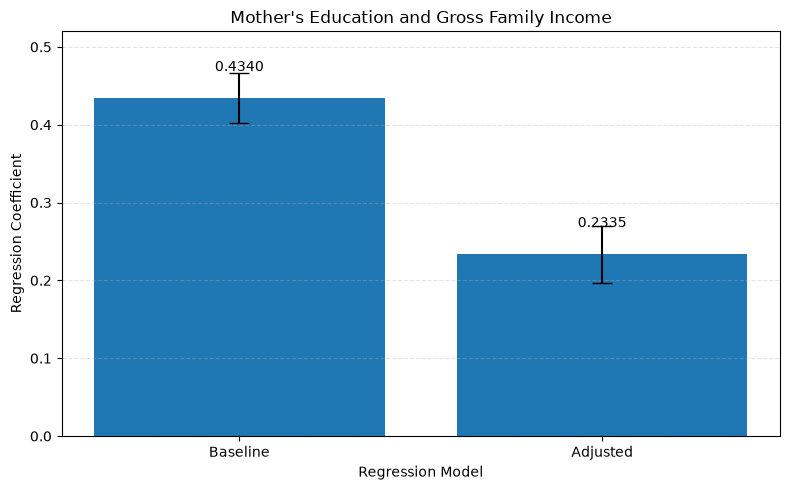 Mother's Education and Gross Family Income
0.5
0.4
0.3
0.2
0.1
0.0
Regression Coefficient
0.4340
0.2335
Baseline
Adjusted
Regression Model